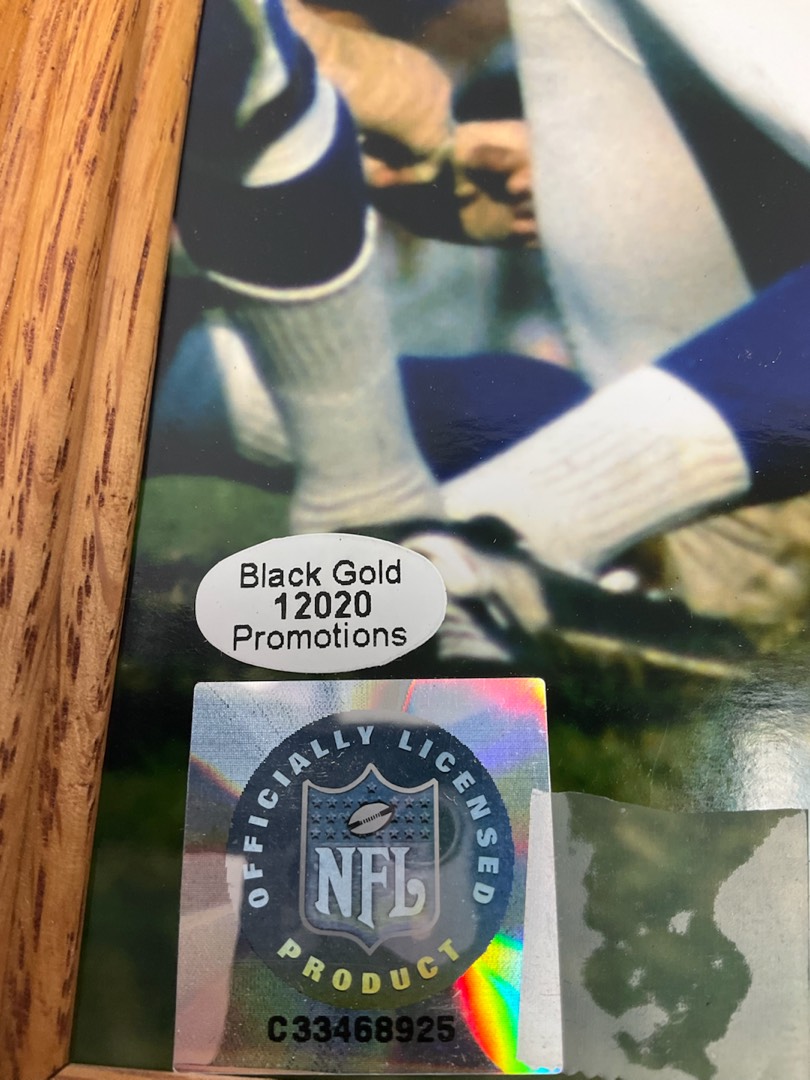 Black Gold
12020
Promotions
OFFICIALLY LICENSED
NFL
PRODUCT
C33468925